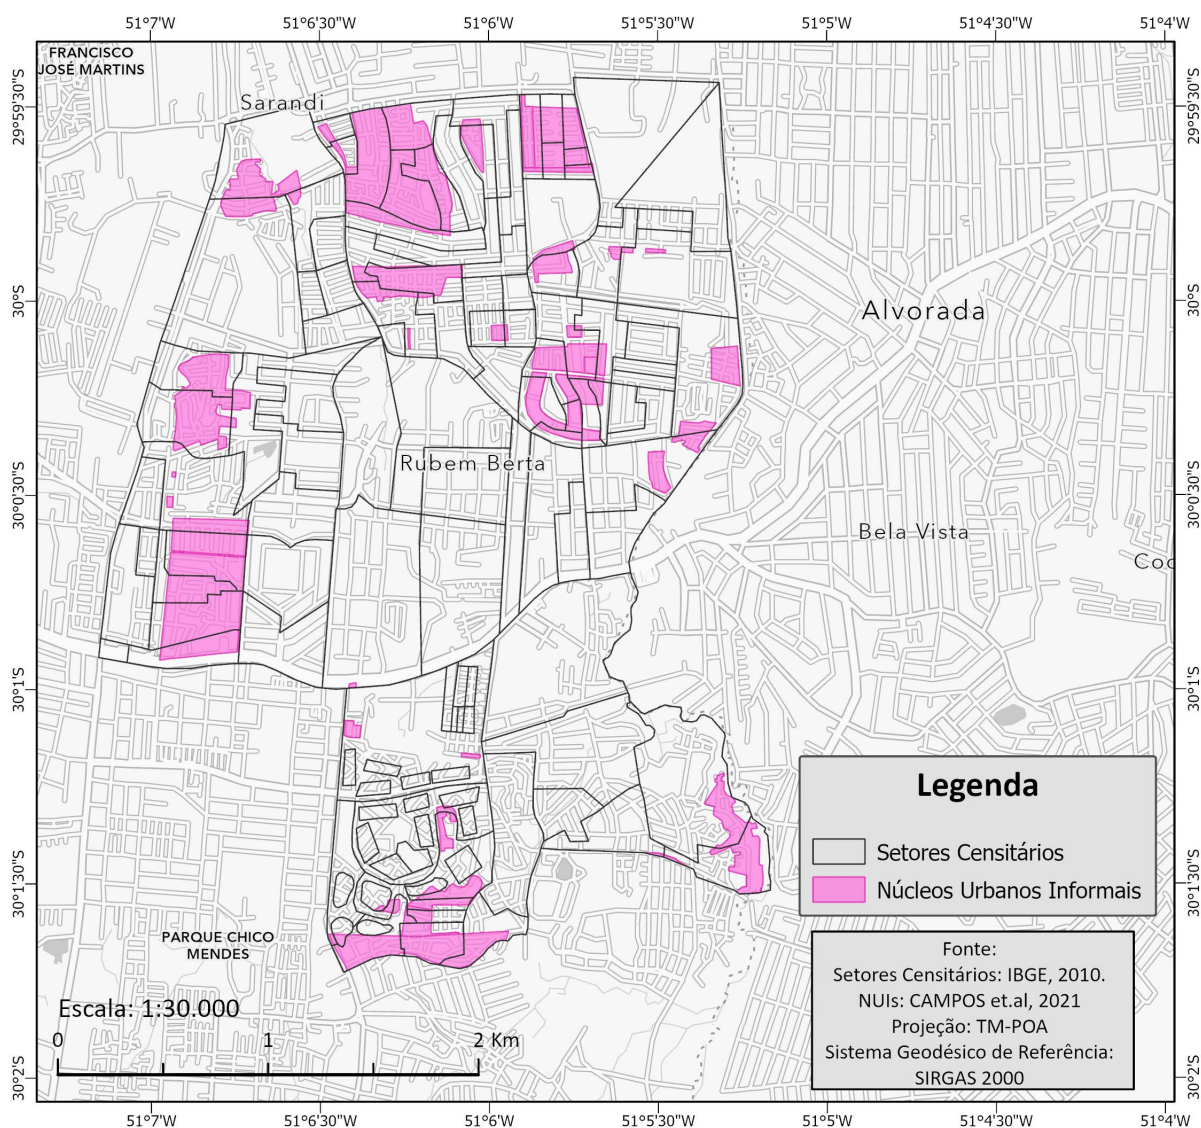 51°7'W 51°6'30"W 51°6'W 51°5'30"W 51°5'W 51°4'30"W 51°4'W
FRANCISCO
JOSÉ MARTINS
Sarandi
29°59'30"S 29°59'30"S
30°S 30°S
Alvorada
Rubem Berta
30°0'30"S 30°0'30"S
Bela Vista
Coc
30°1'S 30°1'S
Legenda
Setores Censitários
Núcleos Urbanos Informais
30°1'30"S 30°1'30"S
PARQUE CHICO
MENDES
Fonte:
Setores Censitários: IBGE, 2010.
NUIs: CAMPOS et.al, 2021
Projeção: TM-POA
Sistema Geodésico de Referência:
SIRGAS 2000
Escala: 1:30.000
0 1 2 Km
30°2'S 30°2'S
51°7'W 51°6'30"W 51°6'W 51°5'30"W 51°5'W 51°4'30"W 51°4'W